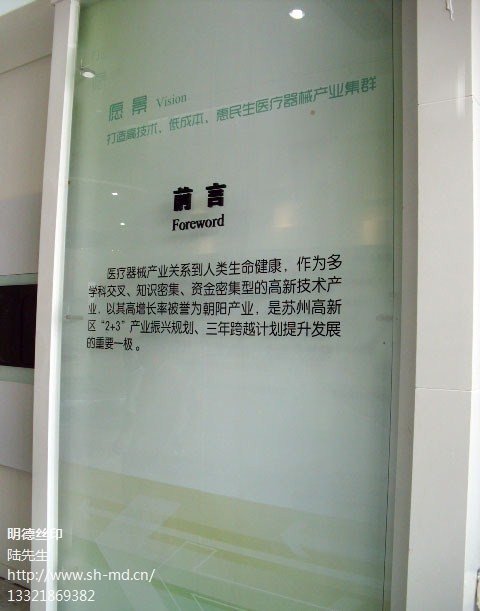 愿景 Vision
打造高技术、低成本、惠民生医疗器械产业集群
前言
Foreword
医疗器械产业关系到人类生命健康，作为多
学科交叉、知识密集、资金密集型的高新技术产
业，以其高增长率被誉为朝阳产业，是苏州高新
区“2+3”产业振兴规划、三年跨越计划提升发展
的重要一极。
明德丝印
陆先生
http://www.sh-md.cn/
13321869382